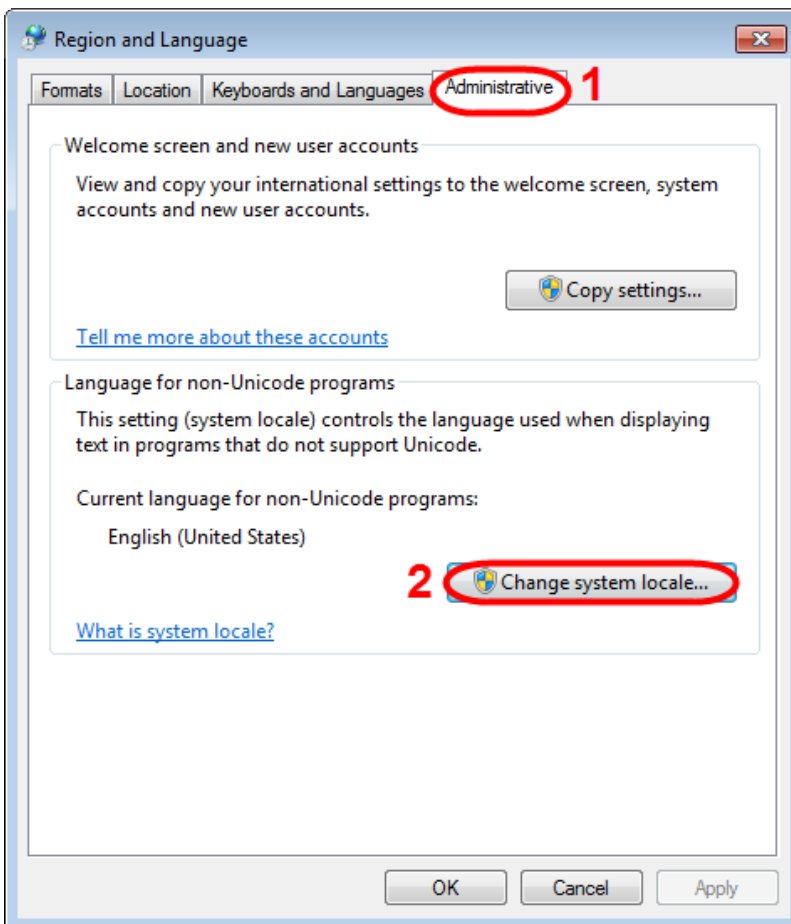 Region and Language
Formats Location Keyboards and Languages Administrative 1
Welcome screen and new user accounts
View and copy your international settings to the welcome screen, system
accounts and new user accounts.
Copy settings...
Tell me more about these accounts
Language for non-Unicode programs
This setting (system locale) controls the language used when displaying
text in programs that do not support Unicode.
Current language for non-Unicode programs:
English (United States)
2 Change system locale...
What is system locale?
OK Cancel Apply